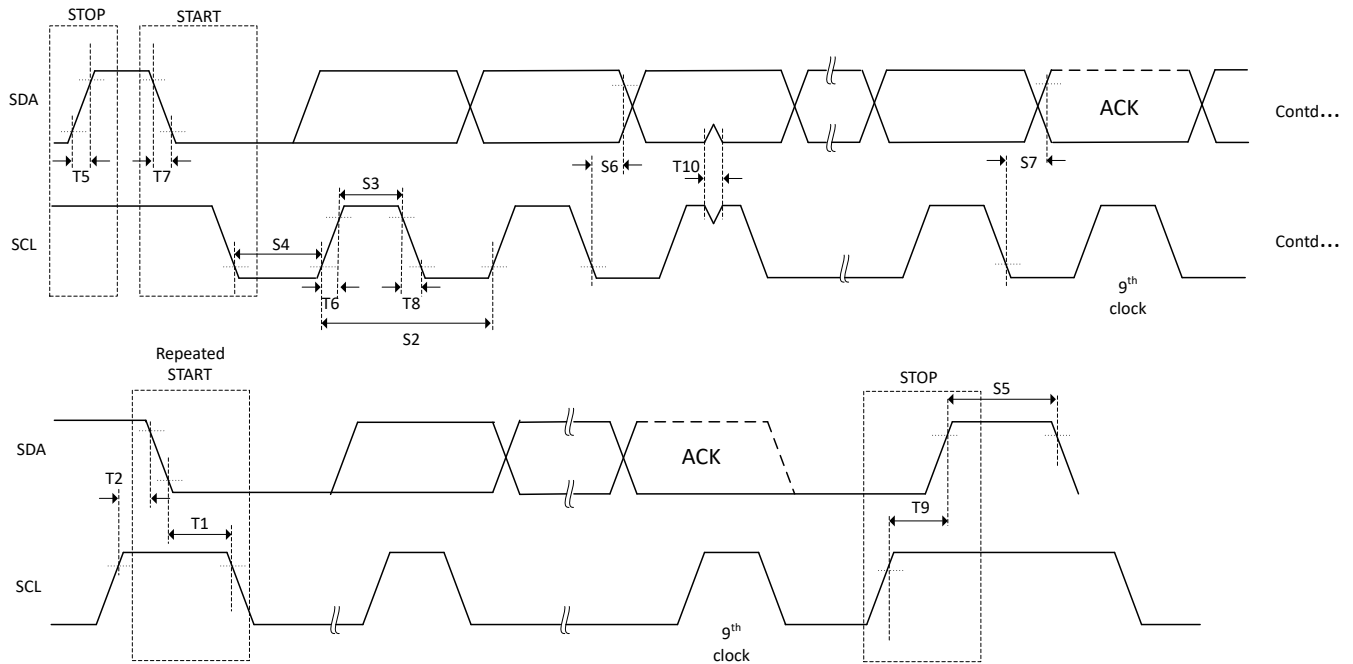 STOP START
SDA
ACK
Contd...
T5 T7 S6 T10 S7
S3
SCL
S4
Contd...
T6 T8
9th
clock
S2
Repeated
START
STOP
S5
SDA
ACK
T2
T9
T1
SCL
9th
clock